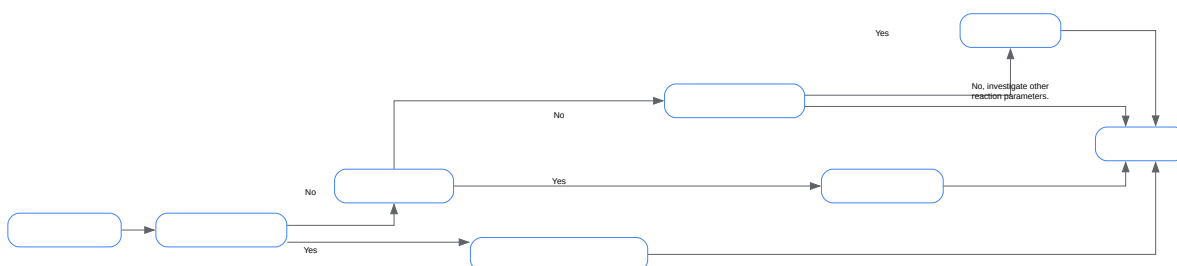 Yes
No, investigate other
reaction parameters.
No
Yes
No
Yes